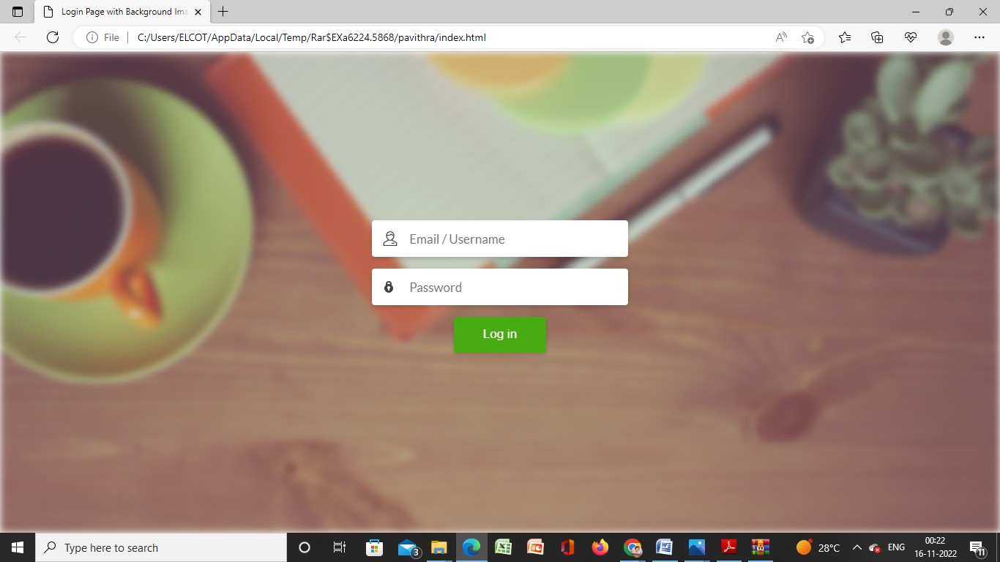 Login Page with Background Ima
File
C:/Users/ELCOT/AppData/Local/Temp/Rar$EXa6224.5868/pavithra/index.html
Email / Username
Password
Log in
Type here to search
3
28°C
ENG
00:22
16-11-2022
11